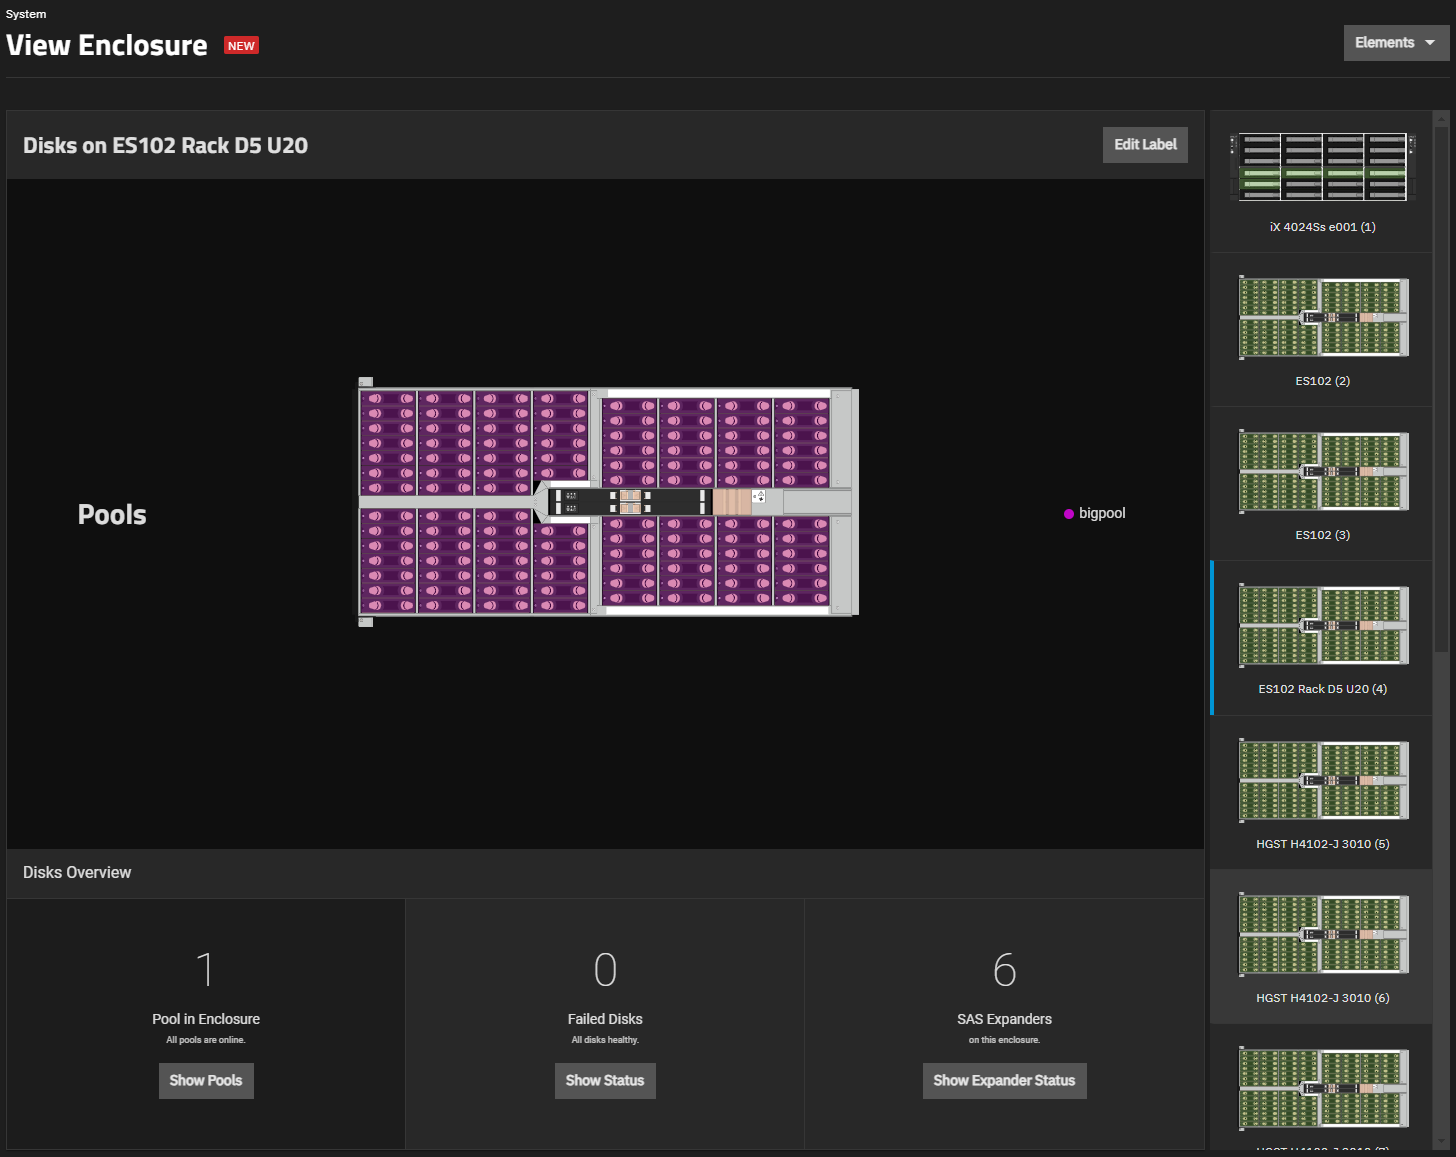 System
View Enclosure NEW
Elements
Disks on ES102 Rack D5 U20
Edit Label
Pools
bigpool
Disks Overview
1
Pool in Enclosure
All pools are online.
Show Pools
0
Failed Disks
All disks healthy.
Show Status
6
SAS Expanders
on this enclosure.
Show Expander Status
iX 4024Ss e001 (1)
ES102 (2)
ES102 (3)
ES102 Rack D5 U20 (4)
HGST H4102-J 3010 (5)
HGST H4102-J 3010 (6)